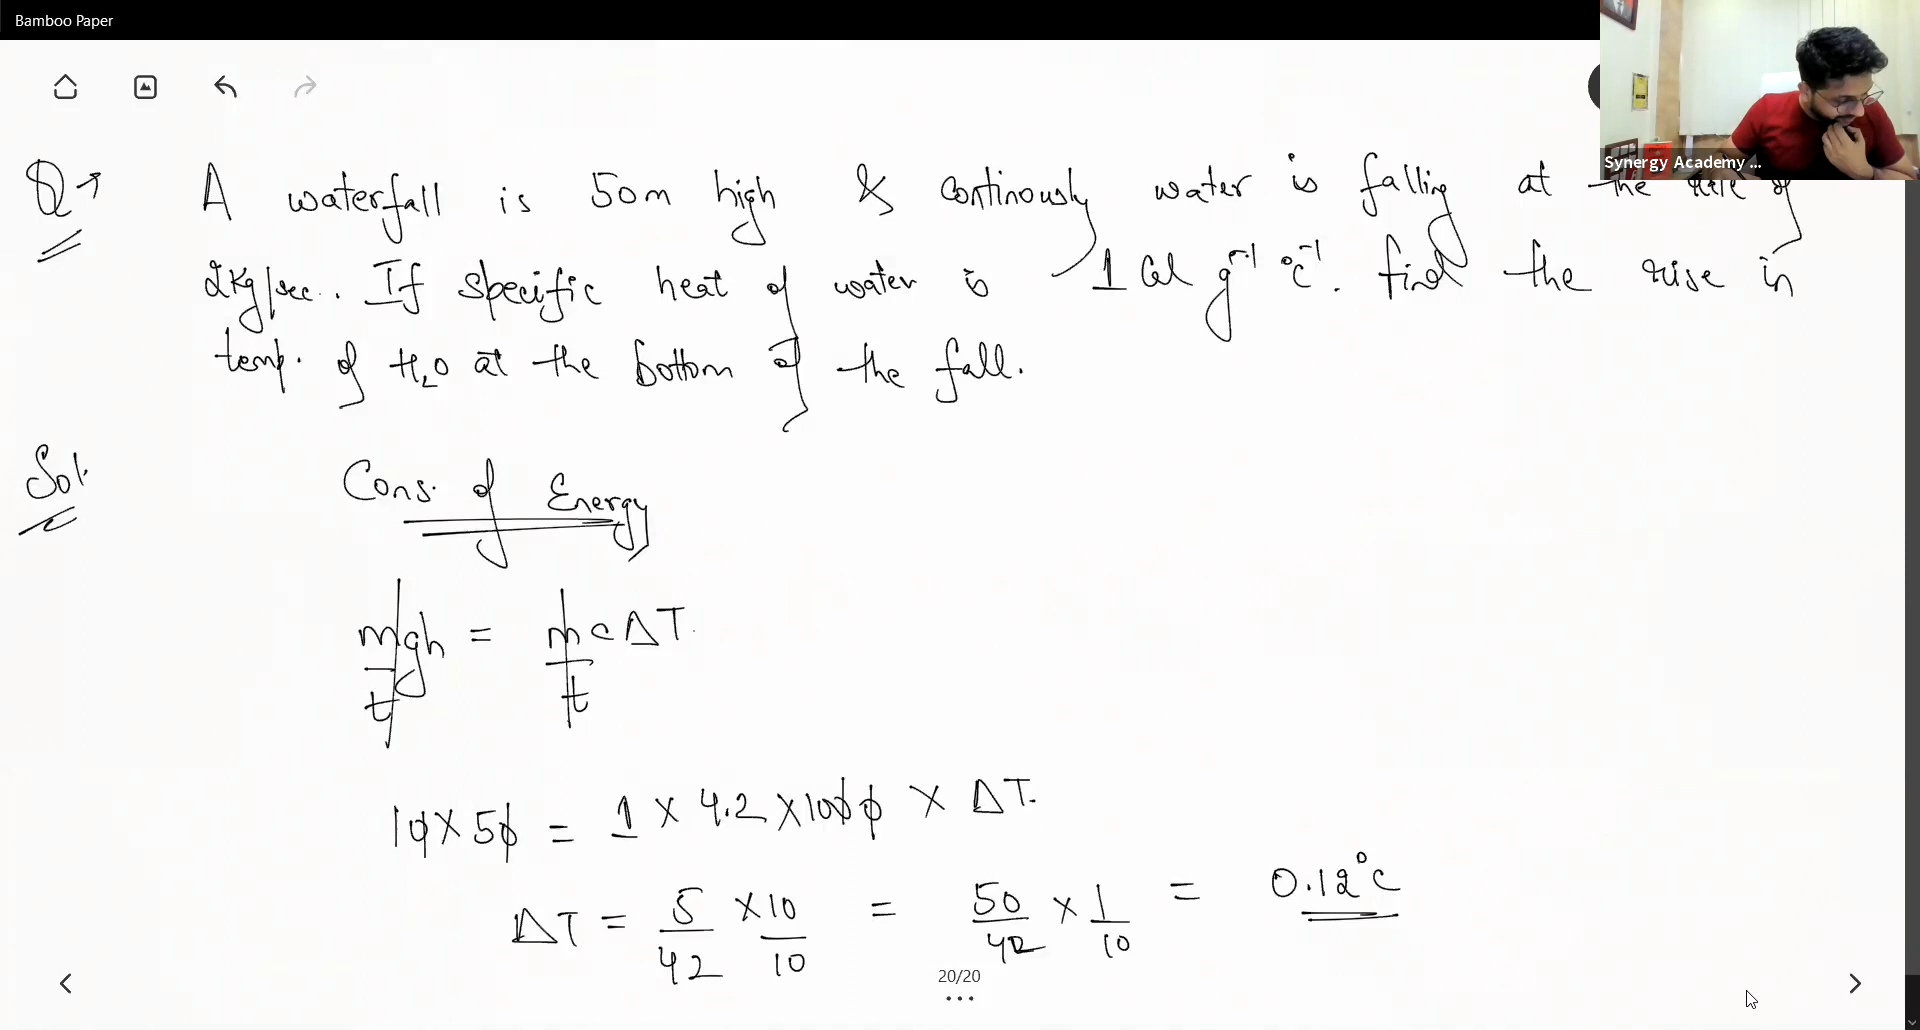 Bamboo Paper
Synergy Academy ...
Q→ A waterfall is 50m high & continously water is falling at the rate of
2Kg/sec. If specific heat of water is 1 Cal g⁻¹ °C⁻¹. find the rise in
temp. of H₂O at the bottom of the fall.
Sol. Cons. of Energy
m/t gh = m/t c ΔT.
10 × 50 = 1 × 4.2 × 1000 × ΔT.
ΔT = 5/42 × 10/10 = 50/42 × 1/10 = 0.12°C
20/20